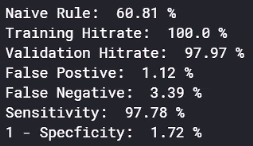 Naive Rule:  60.81 %
Training Hitrate:  100.0 %
Validation Hitrate:  97.97 %
False Postive:  1.12 %
False Negative:  3.39 %
Sensitivity:  97.78 %
1 - Specficity:  1.72 %